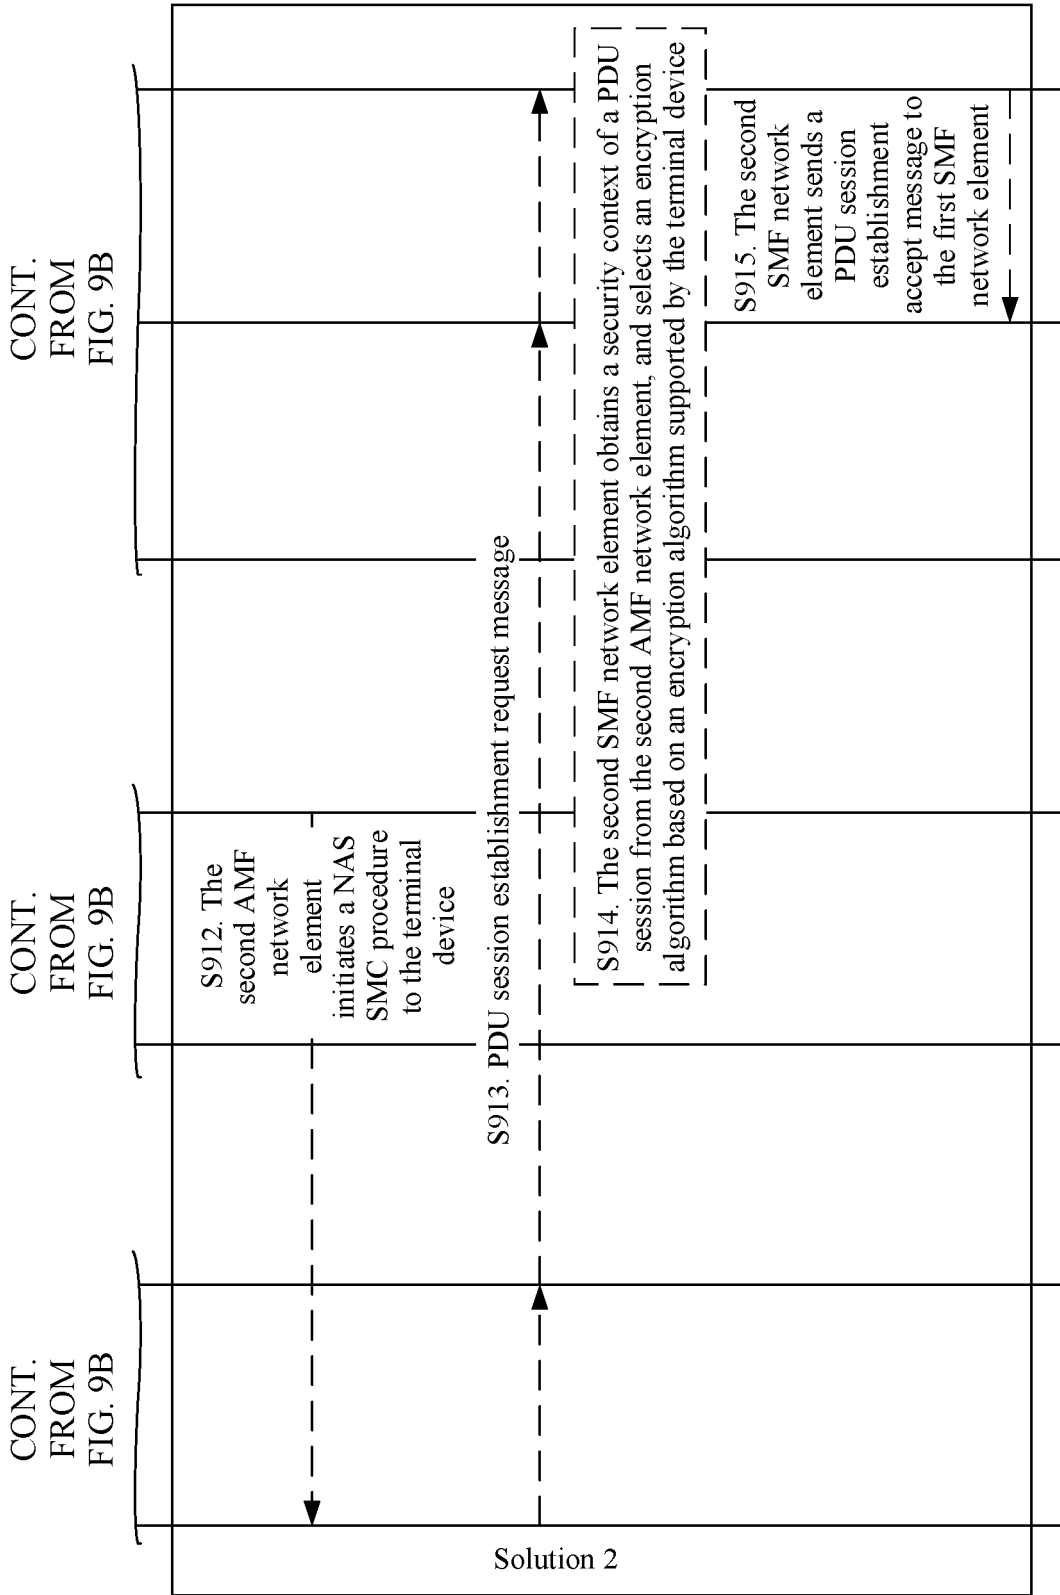 CONT.
FROM
FIG. 9B
CONT.
FROM
FIG. 9B
CONT.
FROM
FIG. 9B
S912. The
second AMF
network
element
initiates a NAS
SMC procedure
to the terminal
device
S913. PDU session establishment request message
S914. The second SMF network element obtains a security context of a PDU
session from the second AMF network element, and selects an encryption
algorithm based on an encryption algorithm supported by the terminal device
S915. The second
SMF network
element sends a
PDU session
establishment
accept message to
the first SMF
network element
Solution 2